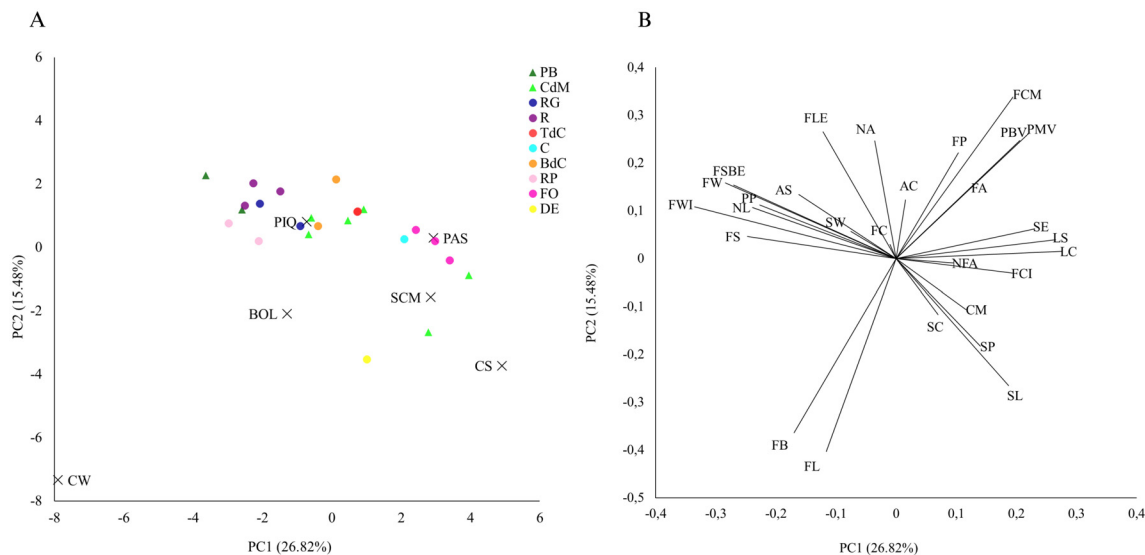 A
B
6
4
2
0
-2
-4
-6
-8
PC2 (15.48%)
-8
-6
-4
-2
0
2
4
6
PC1 (26.82%)
PB
CdM
RG
R
TdC
C
BdC
RP
FO
DE
PIQ
PAS
SCM
BOL
CS
CW
0,4
0,3
0,2
0,1
0
-0,1
-0,2
-0,3
-0,4
-0,5
PC2 (15.48%)
-0,4
-0,3
-0,2
-0,1
0
0,1
0,2
0,3
0,4
PC1 (26.82%)
FCM
FLE
NA
PBV PMV
FP
FSBE
FW
FA
AS
AC
PP
FWI
NL
SW
FC
SE
FS
LS
LC
NFA
FCI
CM
SC
SP
SL
FB
FL